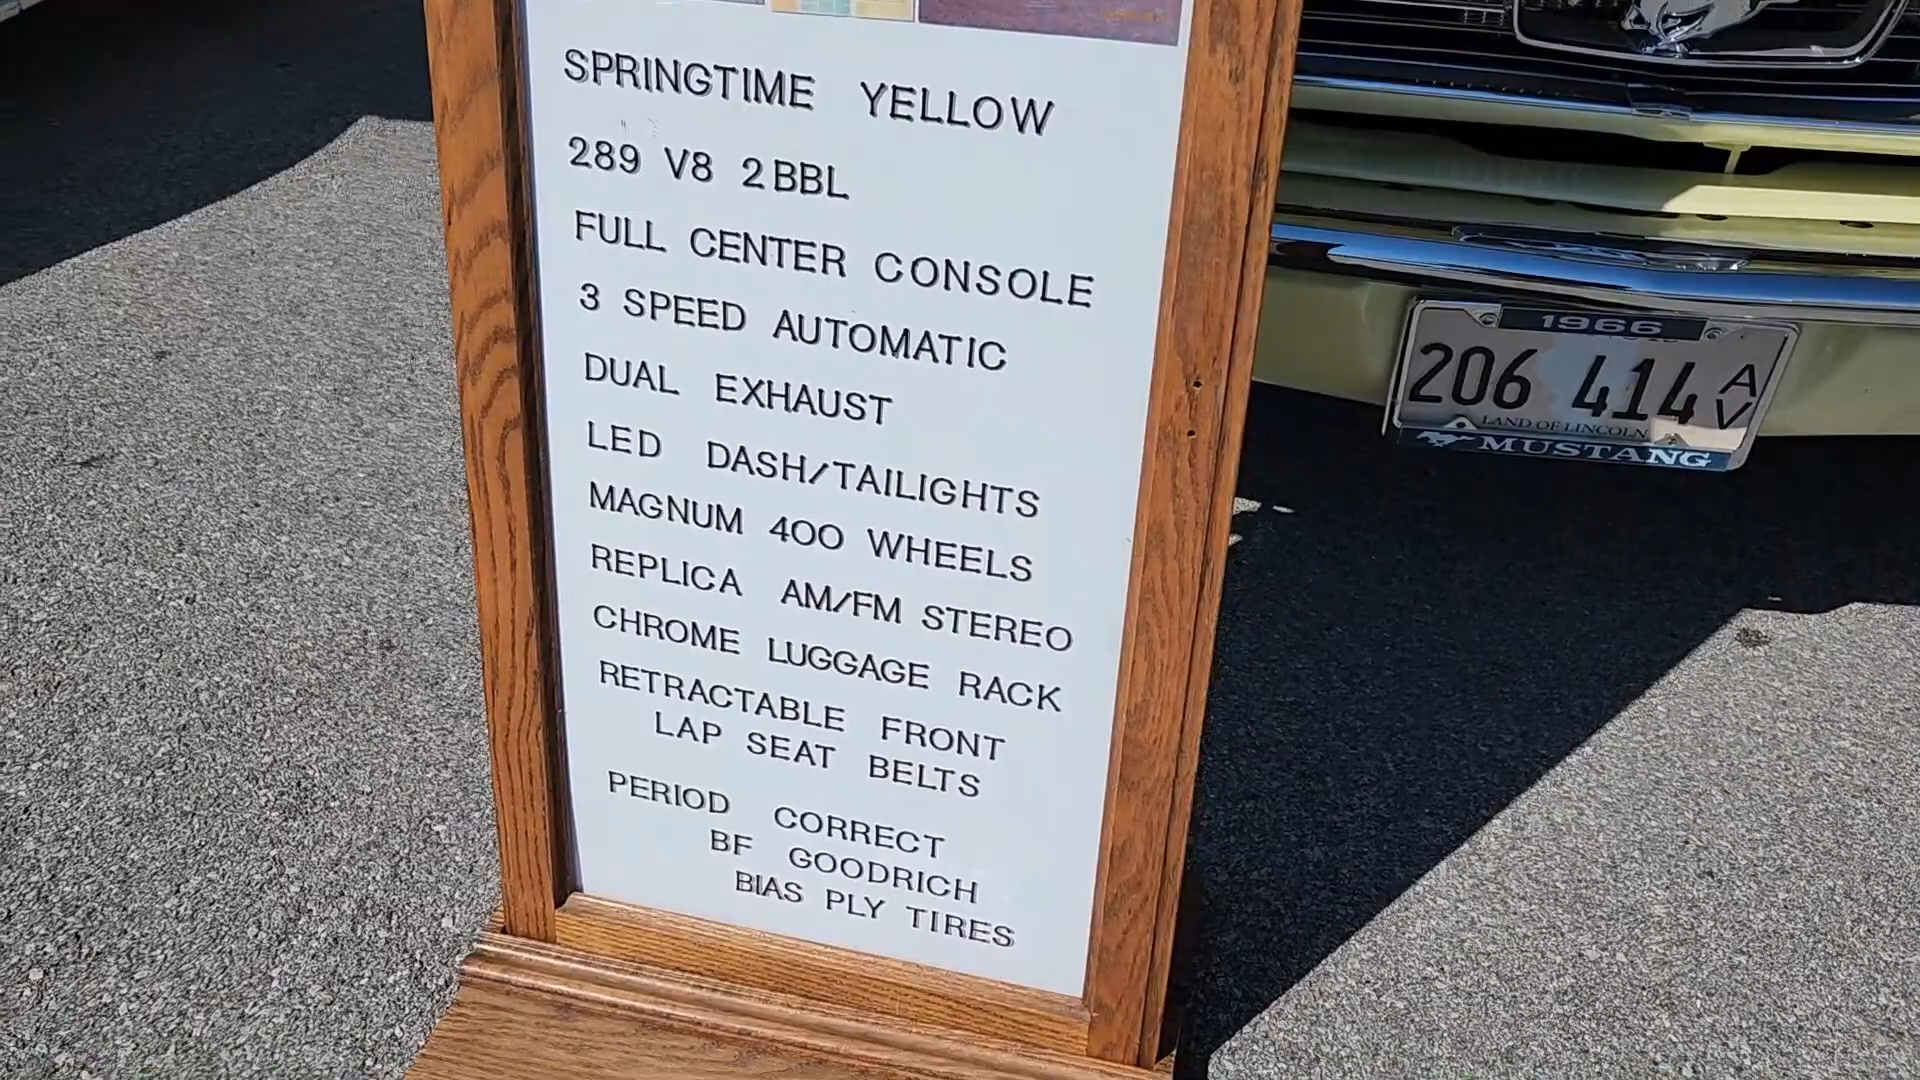 SPRINGTIME YELLOW
289 V8 2BBL
FULL CENTER CONSOLE
3 SPEED AUTOMATIC
DUAL EXHAUST
LED DASH/TAILIGHTS
MAGNUM 400 WHEELS
REPLICA AM/FM STEREO
CHROME LUGGAGE RACK
RETRACTABLE FRONT
LAP SEAT BELTS
PERIOD CORRECT
BF GOODRICH
BIAS PLY TIRES
1966
206 414 AV
LAND OF LINCOLN
MUSTANG